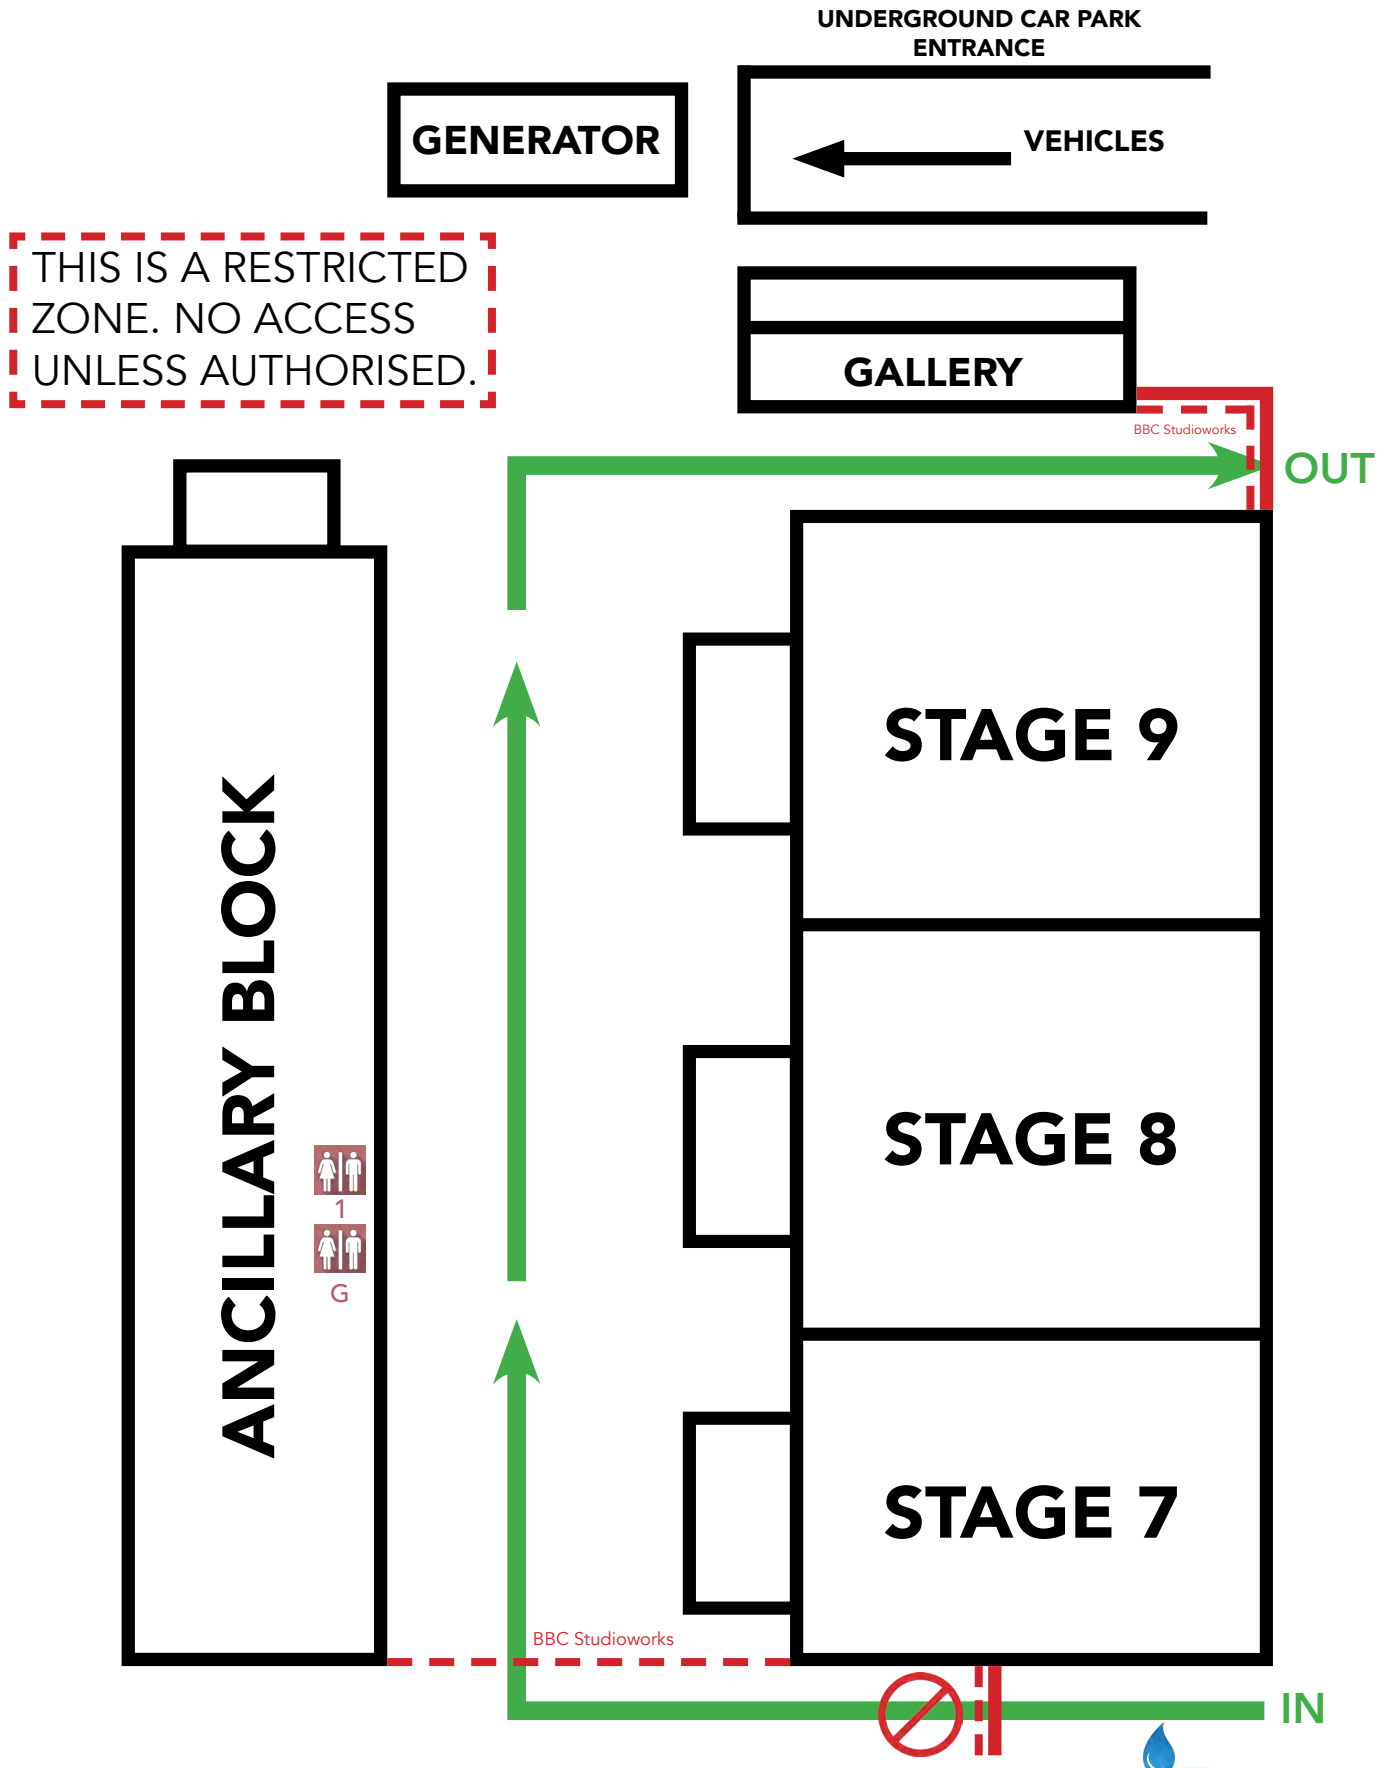 UNDERGROUND CAR PARK
ENTRANCE
GENERATOR
VEHICLES
THIS IS A RESTRICTED
ZONE. NO ACCESS
UNLESS AUTHORISED.
GALLERY
BBC Studioworks
OUT
STAGE 9
ANCILLARY BLOCK
STAGE 8
1
G
STAGE 7
BBC Studioworks
IN